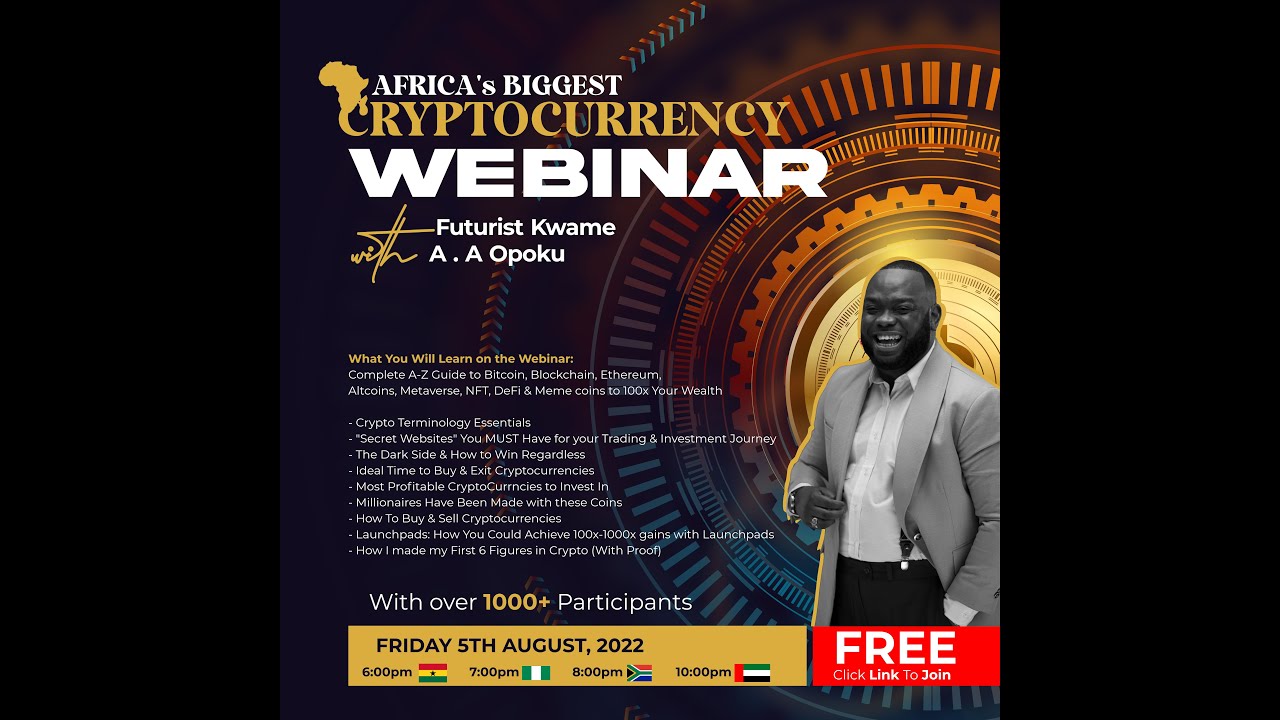 AFRICA's BIGGEST
CRYPTOCURRENCY
WEBINAR
with Futurist Kwame
A . A Opoku
What You Will Learn on the Webinar:
Complete A-Z Guide to Bitcoin, Blockchain, Ethereum,
Altcoins, Metaverse, NFT, DeFi & Meme coins to 100x Your Wealth
- Crypto Terminology Essentials
- "Secret Websites" You MUST Have for your Trading & Investment Journey
- The Dark Side & How to Win Regardless
- Ideal Time to Buy & Exit Cryptocurrencies
- Most Profitable CryptoCurrncies to Invest In
- Millionaires Have Been Made with these Coins
- How To Buy & Sell Cryptocurrencies
- Launchpads: How You Could Achieve 100x-1000x gains with Launchpads
- How I made my First 6 Figures in Crypto (With Proof)
With over 1000+ Participants
FRIDAY 5TH AUGUST, 2022
6:00pm 7:00pm 8:00pm 10:00pm
FREE
Click Link To Join